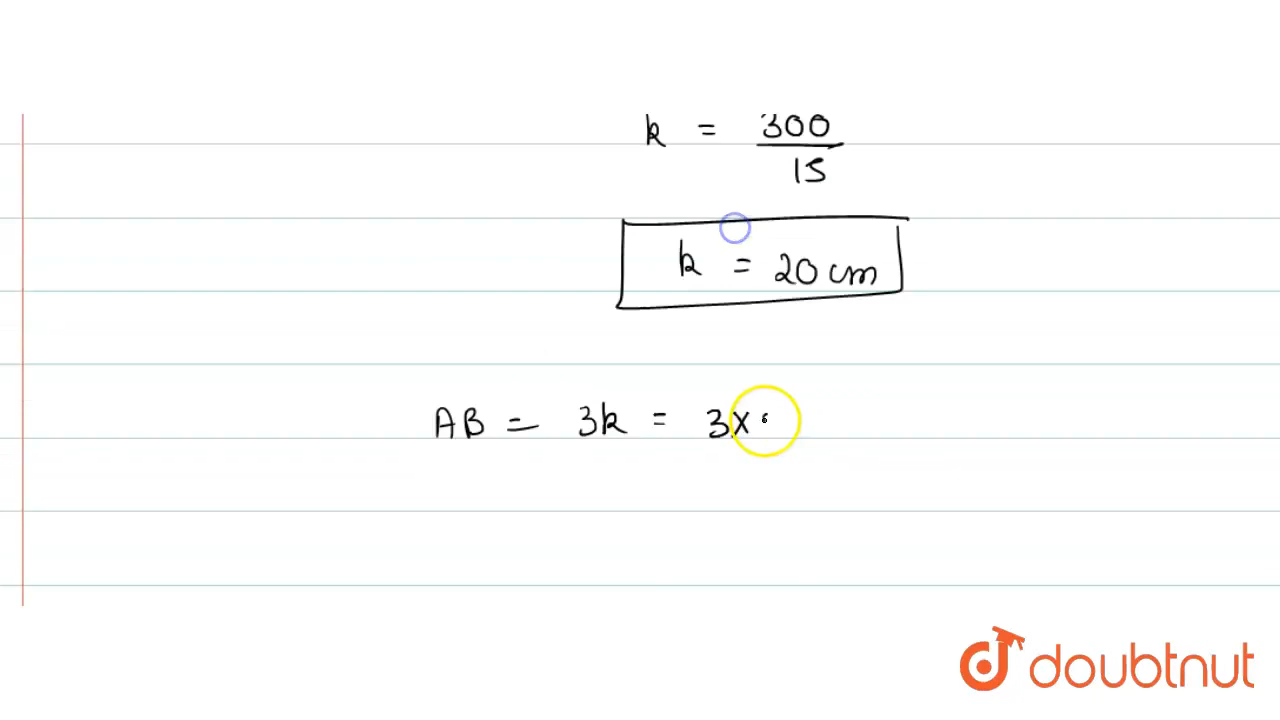 k = 300
15
k = 20 cm
AB = 3k = 3x
doubtnut